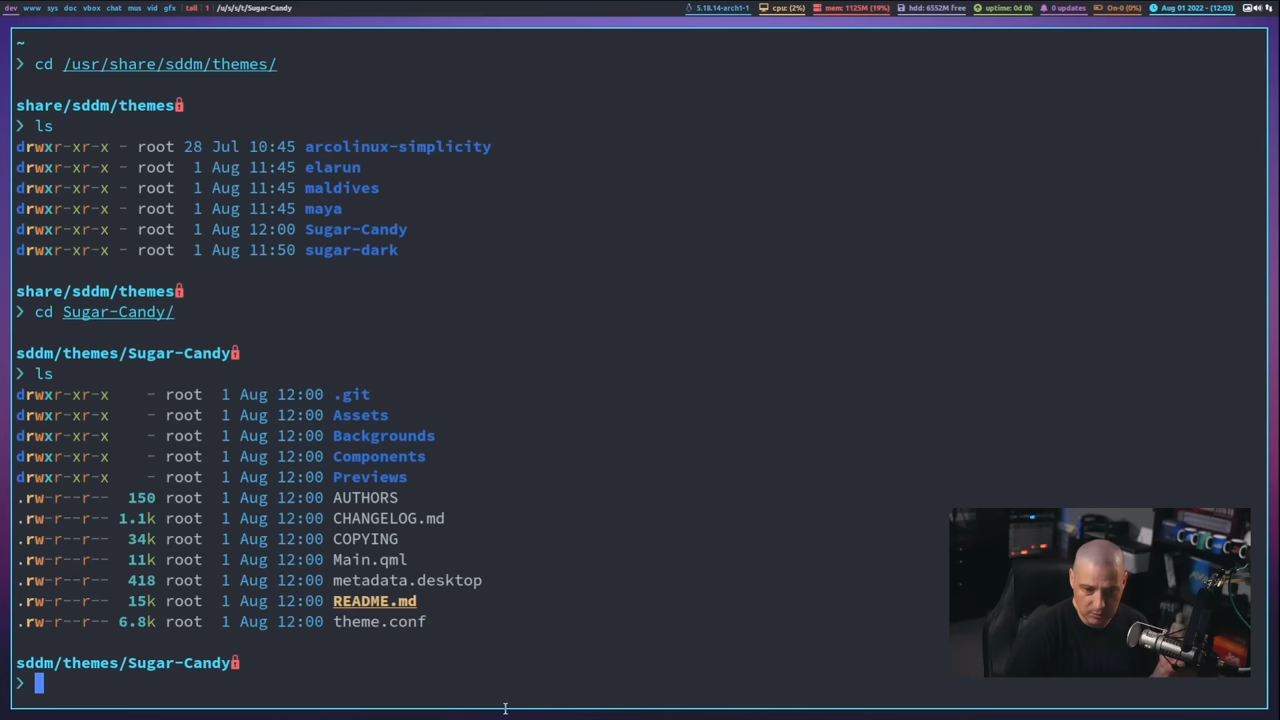 dev www sys doc vbox chat mus vid gfx | tall | 1 | /u/s/s/t/Sugar-Candy 5.18.14-arch1-1 cpu: (2%) mem: 1125M (19%) hdd: 6552M free uptime: 0d 0h 0 updates On-0 (0%) Aug 01 2022 - (12:03)
~
❯ cd /usr/share/sddm/themes/
share/sddm/themes
❯ ls
drwxr-xr-x - root 28 Jul 10:45 arcolinux-simplicity
drwxr-xr-x - root 1 Aug 11:45 elarun
drwxr-xr-x - root 1 Aug 11:45 maldives
drwxr-xr-x - root 1 Aug 11:45 maya
drwxr-xr-x - root 1 Aug 12:00 Sugar-Candy
drwxr-xr-x - root 1 Aug 11:50 sugar-dark
share/sddm/themes
❯ cd Sugar-Candy/
sddm/themes/Sugar-Candy
❯ ls
drwxr-xr-x - root 1 Aug 12:00 .git
drwxr-xr-x - root 1 Aug 12:00 Assets
drwxr-xr-x - root 1 Aug 12:00 Backgrounds
drwxr-xr-x - root 1 Aug 12:00 Components
drwxr-xr-x - root 1 Aug 12:00 Previews
.rw-r--r-- 150 root 1 Aug 12:00 AUTHORS
.rw-r--r-- 1.1k root 1 Aug 12:00 CHANGELOG.md
.rw-r--r-- 34k root 1 Aug 12:00 COPYING
.rw-r--r-- 11k root 1 Aug 12:00 Main.qml
.rw-r--r-- 418 root 1 Aug 12:00 metadata.desktop
.rw-r--r-- 15k root 1 Aug 12:00 README.md
.rw-r--r-- 6.8k root 1 Aug 12:00 theme.conf
sddm/themes/Sugar-Candy
❯